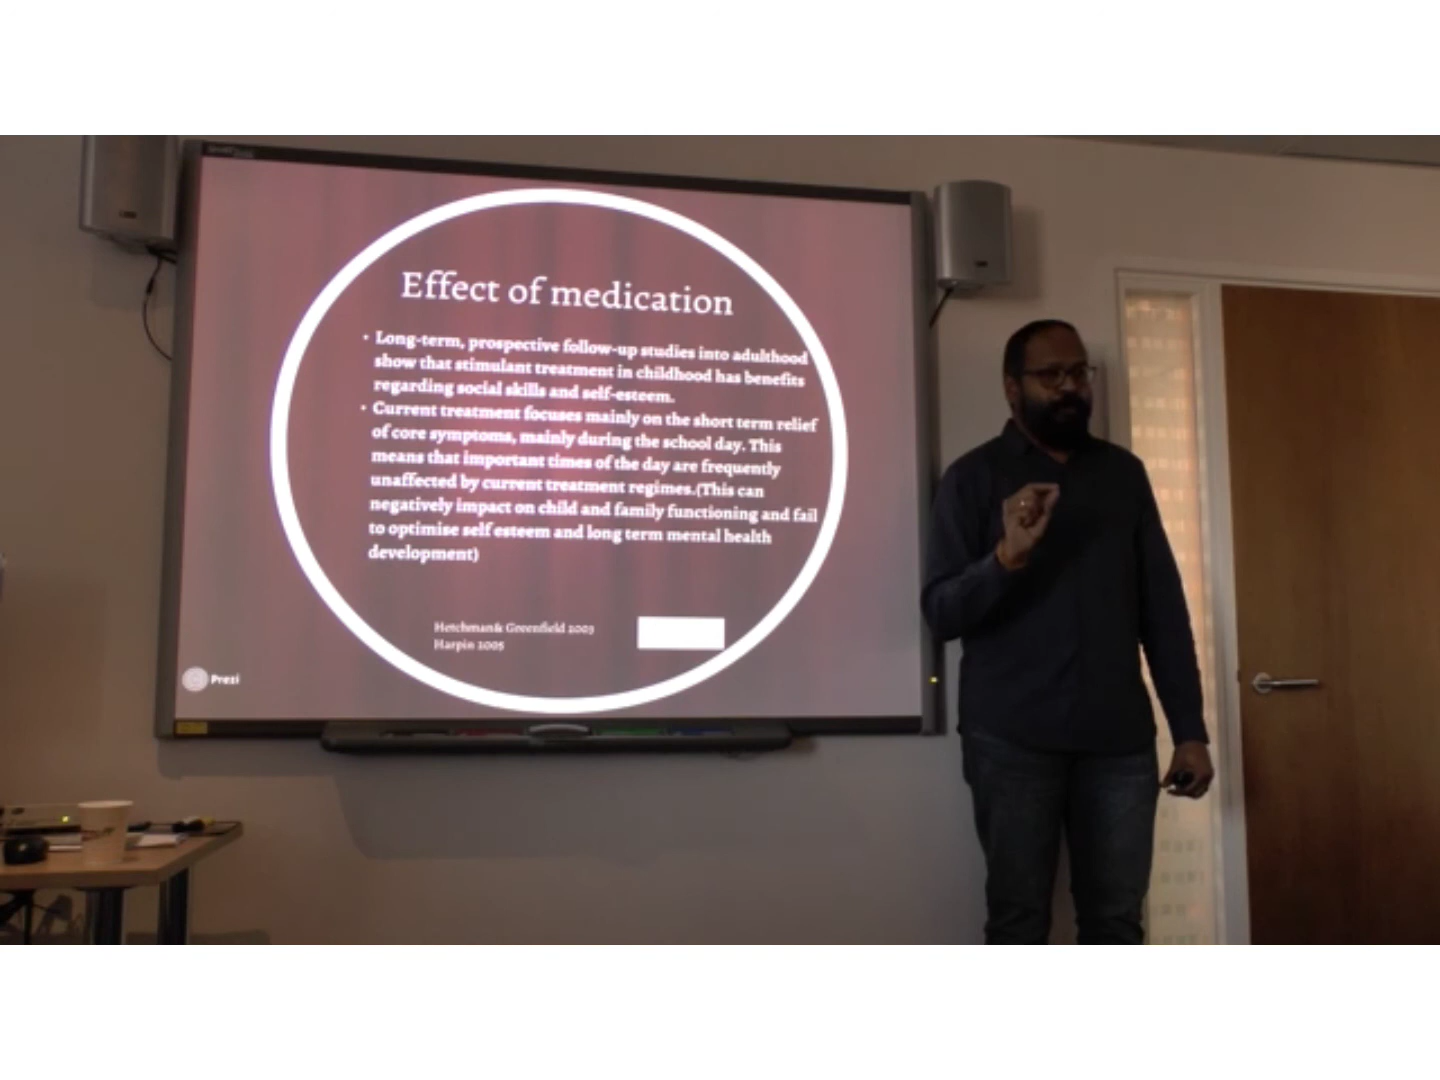 Effect of medication
• Long-term, prospective follow-up studies into adulthood
show that stimulant treatment in childhood has benefits
regarding social skills and self-esteem.
• Current treatment focuses mainly on the short term relief
of core symptoms, mainly during the school day. This
means that important times of the day are frequently
unaffected by current treatment regimes.(This can
negatively impact on child and family functioning and fail
to optimise self esteem and long term mental health
development)
Hetchman& Greenfield 2003
Harpin 2005
Prezi